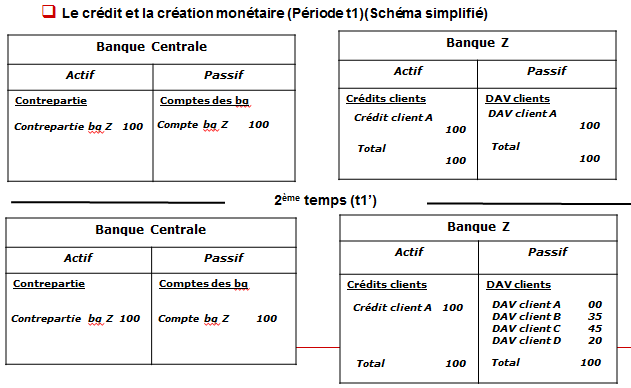 Le crédit et la création monétaire (Période t1)(Schéma simplifié)
Banque Centrale
Actif Passif
Contrepartie Comptes des bq
Contrepartie bq Z 100 Compte bq Z 100
Banque Z
Actif Passif
Crédits clients DAV clients
Crédit client A DAV client A
100 100
Total Total
100 100
2ème temps (t1’)
Banque Centrale
Actif Passif
Contrepartie Comptes des bq
Contrepartie bq Z 100 Compte bq Z 100
Banque Z
Actif Passif
Crédits clients DAV clients
Crédit client A 100 DAV client A 00
DAV client B 35
DAV client C 45
DAV client D 20
Total 100 Total 100